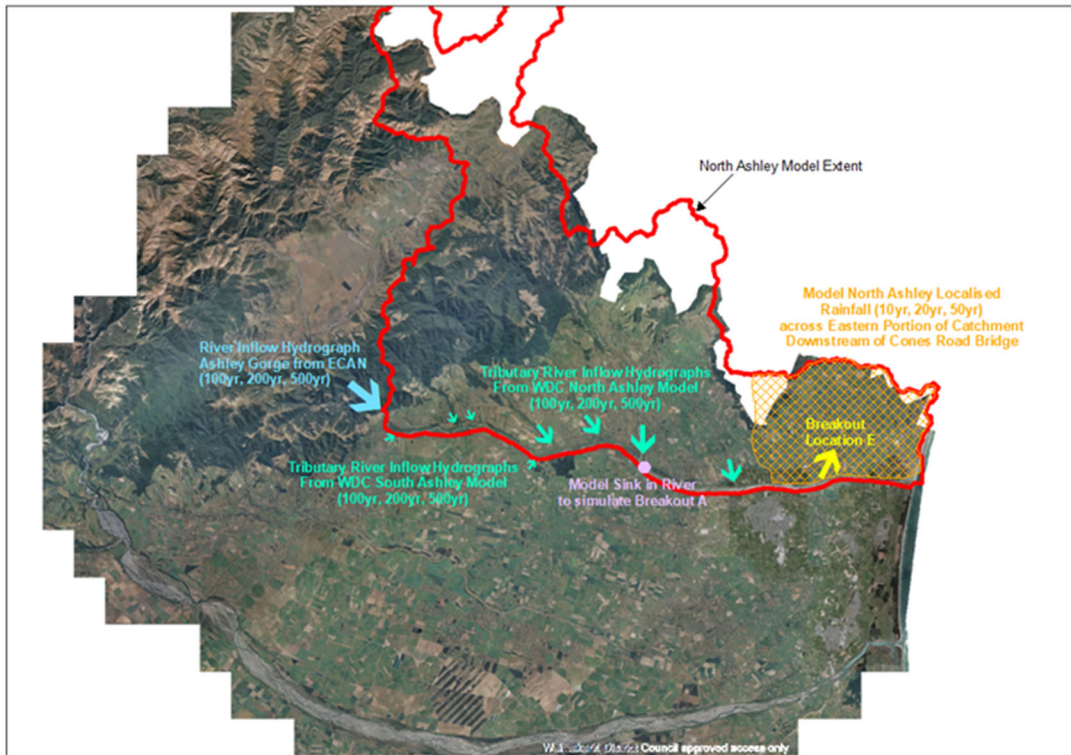 North Ashley Model Extent
Model North Ashley Localised
Rainfall (10yr, 20yr, 50yr)
across Eastern Portion of Catchment
Downstream of Cones Road Bridge
River Inflow Hydrograph
Ashley Gorge from ECAN
(100yr, 200yr, 500yr)
Tributary River Inflow Hydrographs
From WDC North Ashley Model
(100yr, 200yr, 500yr)
Breakout
Location E
Tributary River Inflow Hydrographs
From WDC South Ashley Model
(100yr, 200yr, 500yr)
Model Sink in River
to simulate Breakout A
District Council approved access only